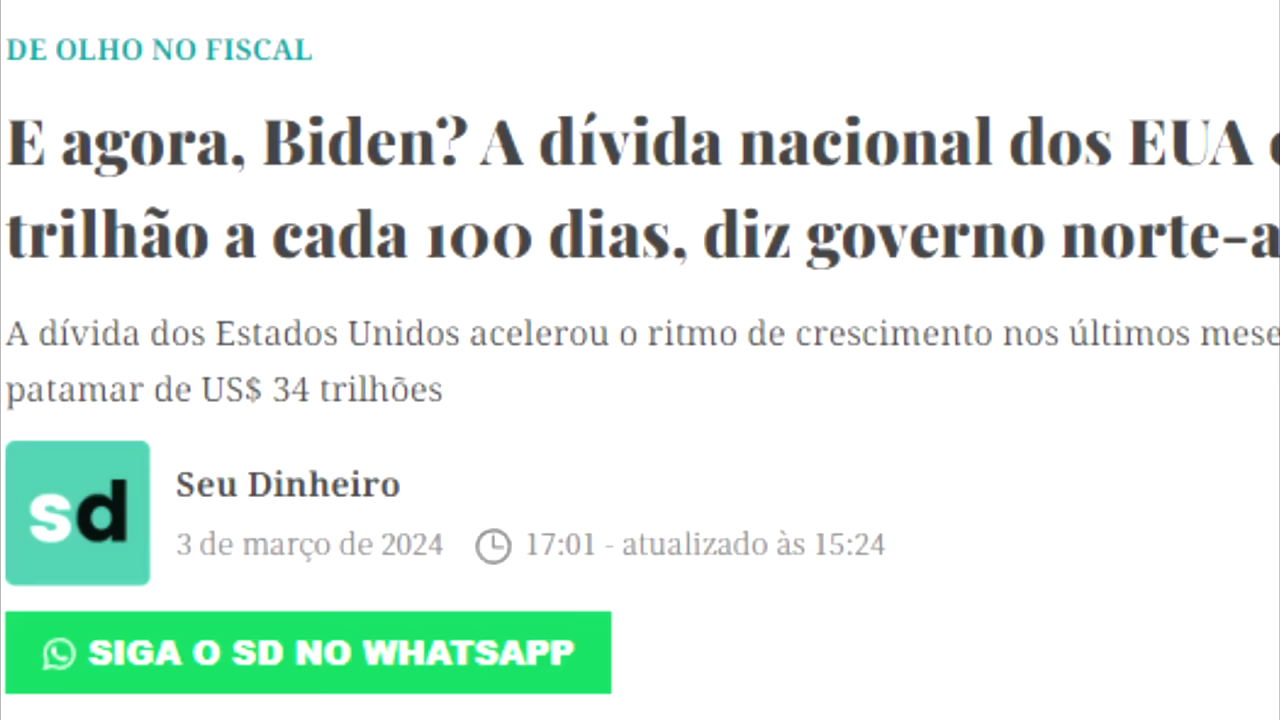 DE OLHO NO FISCAL
E agora, Biden? A dívida nacional dos EUA
trilhão a cada 100 dias, diz governo norte-a
A dívida dos Estados Unidos acelerou o ritmo de crescimento nos últimos mese
patamar de US$ 34 trilhões
sd
Seu Dinheiro
3 de março de 2024 17:01 - atualizado às 15:24
SIGA O SD NO WHATSAPP